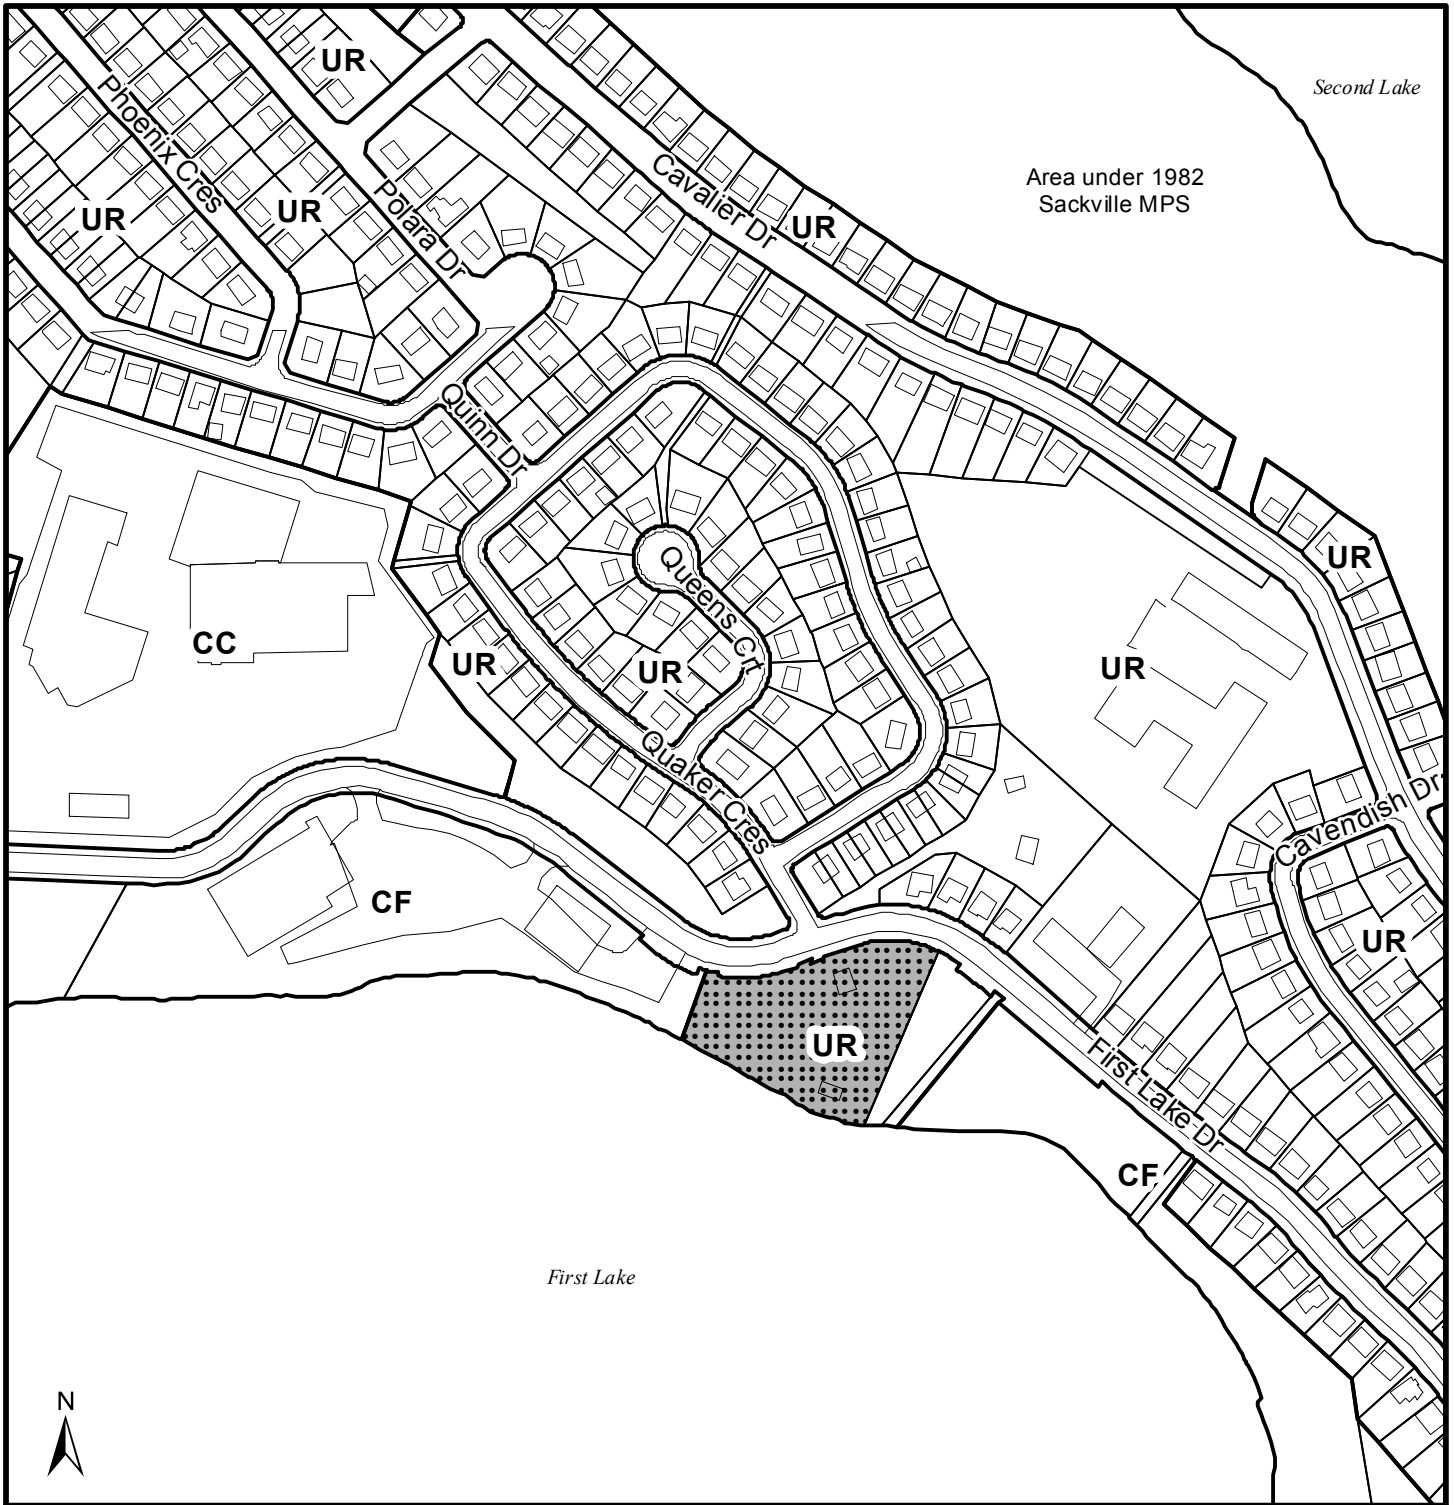 UR
Second Lake
Phoenix Cres
Cavalier Dr
Area under 1982
Sackville MPS
UR
UR
Polara Dr
UR
Quinn Dr
UR
Queens Crt
CC
UR
UR
UR
Quaker Cres
Cavendish Dr
CF
UR
UR
First Lake Dr
CF
First Lake
N